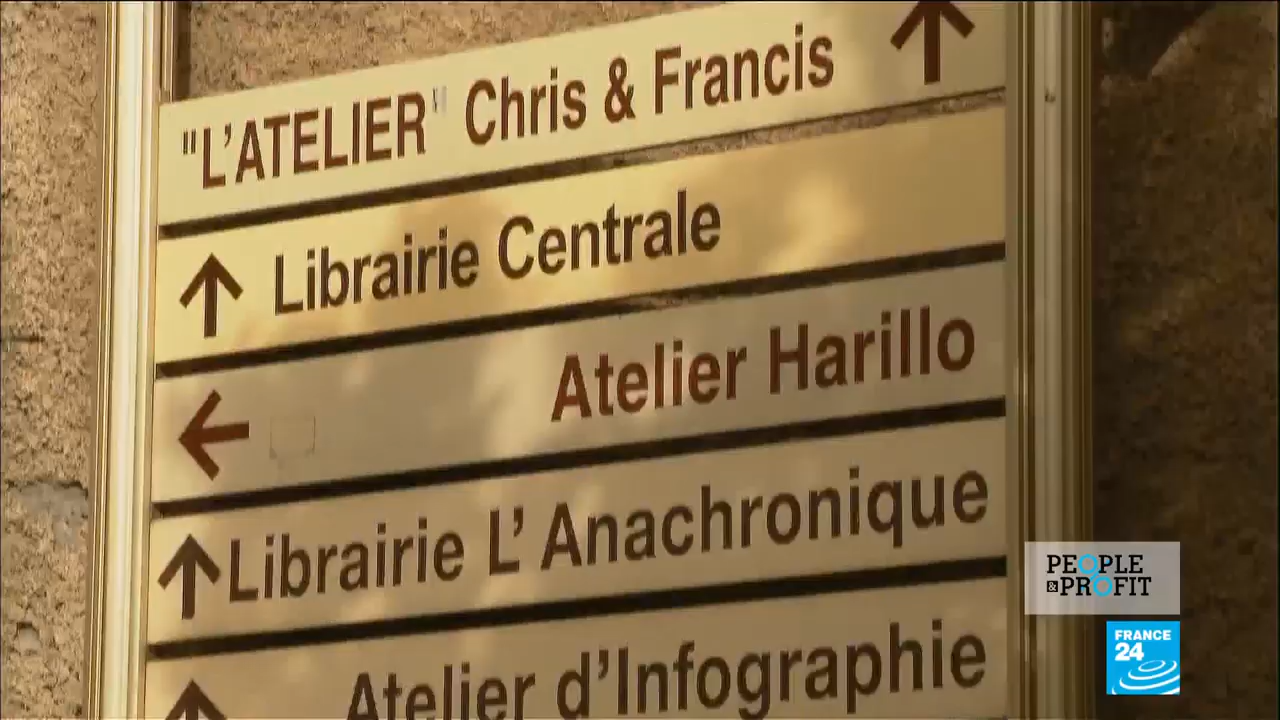 "L'ATELIER" Chris & Francis
Librairie Centrale
Atelier Harillo
Librairie L'Anachronique
Atelier d'Infographie
PEOPLE
& PROFIT
FRANCE
24